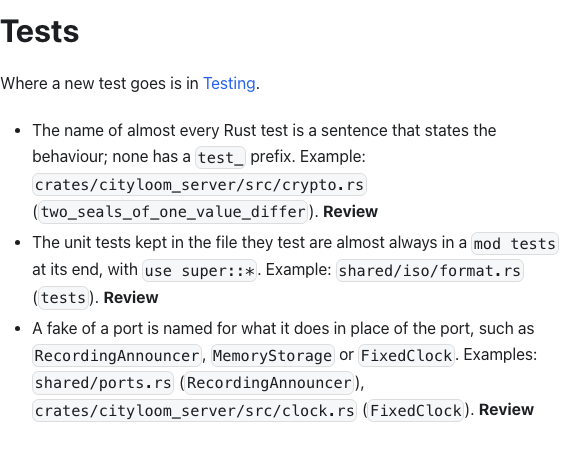 Tests
Where a new test goes is in Testing.
• The name of almost every Rust test is a sentence that states the
behaviour; none has a test_ prefix. Example:
crates/cityloom_server/src/crypto.rs
(two_seals_of_one_value_differ). Review
• The unit tests kept in the file they test are almost always in a mod tests
at its end, with use super::*. Example: shared/iso/format.rs
(tests). Review
• A fake of a port is named for what it does in place of the port, such as
RecordingAnnouncer, MemoryStorage or FixedClock. Examples:
shared/ports.rs (RecordingAnnouncer),
crates/cityloom_server/src/clock.rs (FixedClock). Review